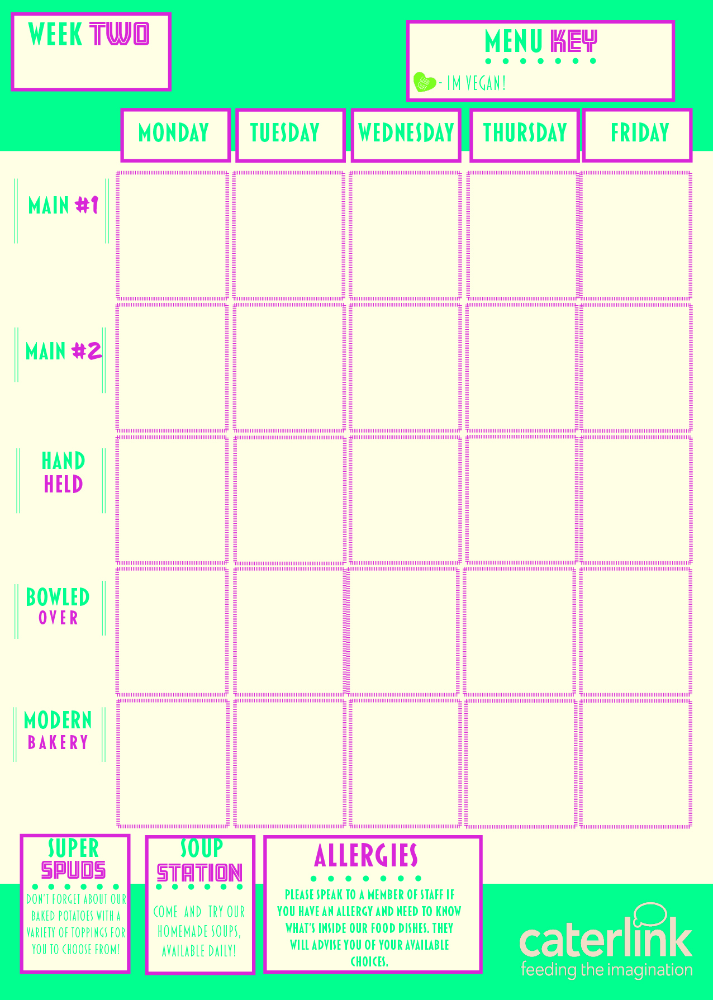 WEEK TWO
MENU KEY
GOOD
STUFF
- IM VEGAN!
MONDAY TUESDAY WEDNESDAY THURSDAY FRIDAY
MAIN #1
MAIN #2
HAND
HELD
BOWLED
OVER
MODERN
BAKERY
SUPER
SPUDS
DON'T FORGET ABOUT OUR
BAKED POTATOES WITH A
VARIETY OF TOPPINGS FOR
YOU TO CHOOSE FROM!
SOUP
STATION
COME AND TRY OUR
HOMEMADE SOUPS,
AVAILABLE DAILY!
ALLERGIES
PLEASE SPEAK TO A MEMBER OF STAFF IF
YOU HAVE AN ALLERGY AND NEED TO KNOW
WHAT'S INSIDE OUR FOOD DISHES. THEY
WILL ADVISE YOU OF YOUR AVAILABLE
CHOICES.
caterlink
feeding the imagination